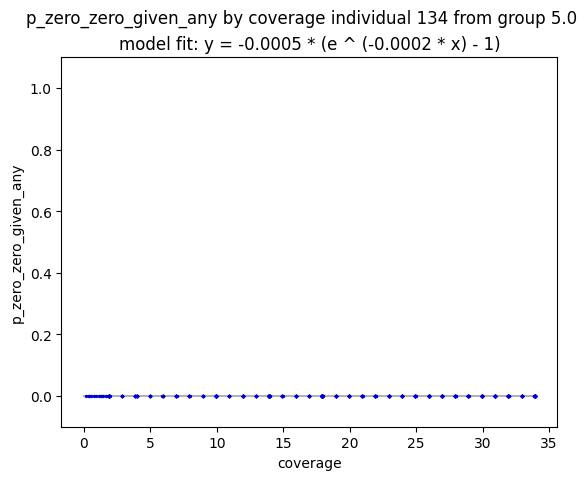 p_zero_zero_given_any by coverage individual 134 from group 5.0
model fit: y = -0.0005 * (e ^ (-0.0002 * x) - 1)
p_zero_zero_given_any
1.0
0.8
0.6
0.4
0.2
0.0
0 5 10 15 20 25 30 35
coverage